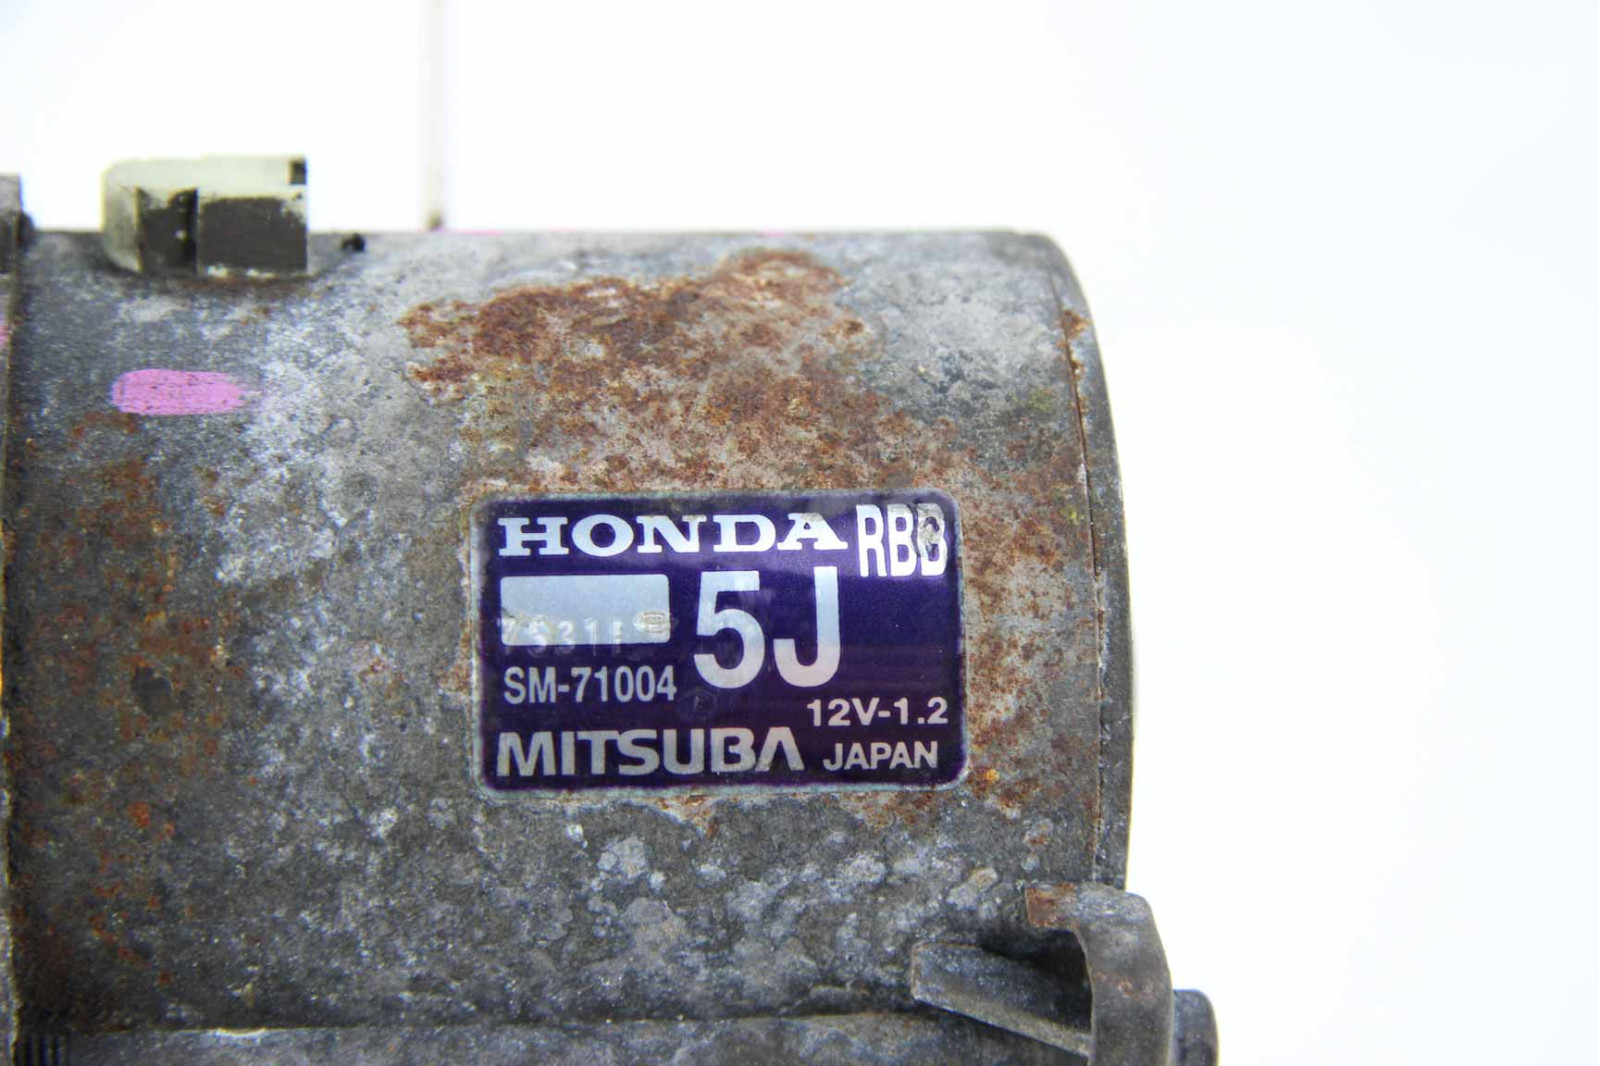 HONDA RBB
5J
SM-71004
12V-1.2
MITSUBA JAPAN